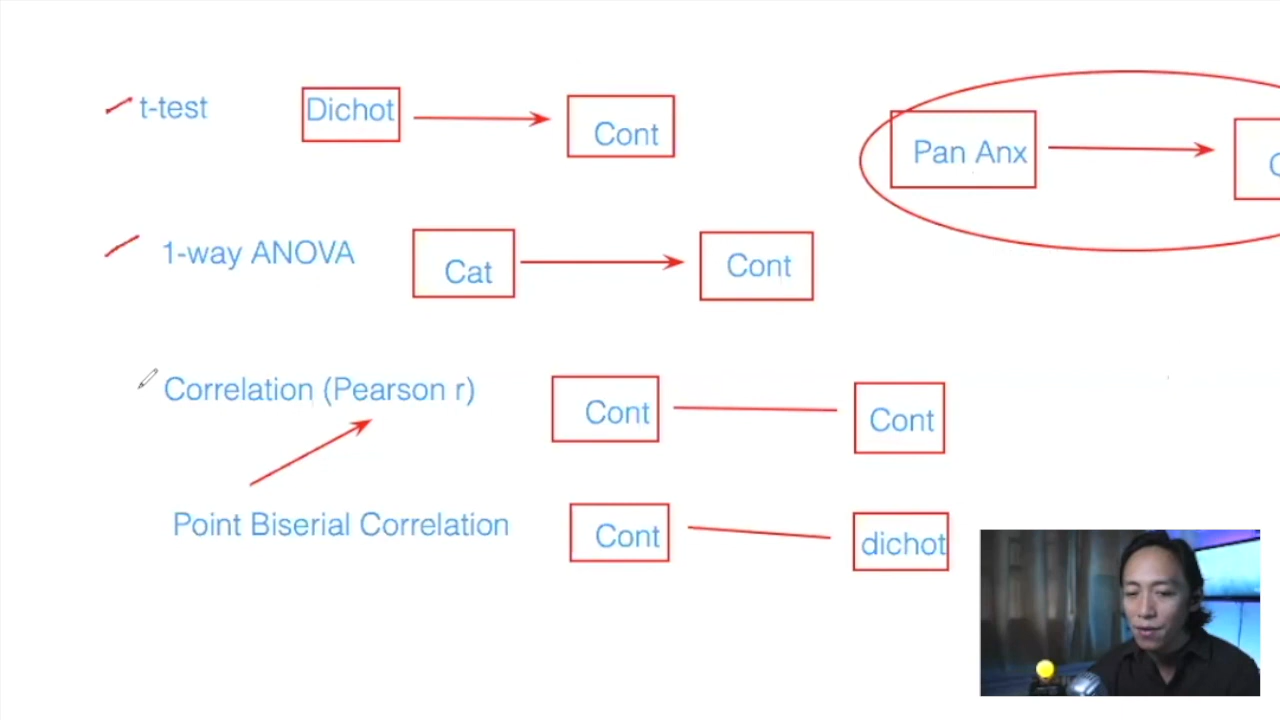 t-test Dichot Cont
Pan Anx
1-way ANOVA Cat Cont
Correlation (Pearson r) Cont Cont
Point Biserial Correlation Cont dichot